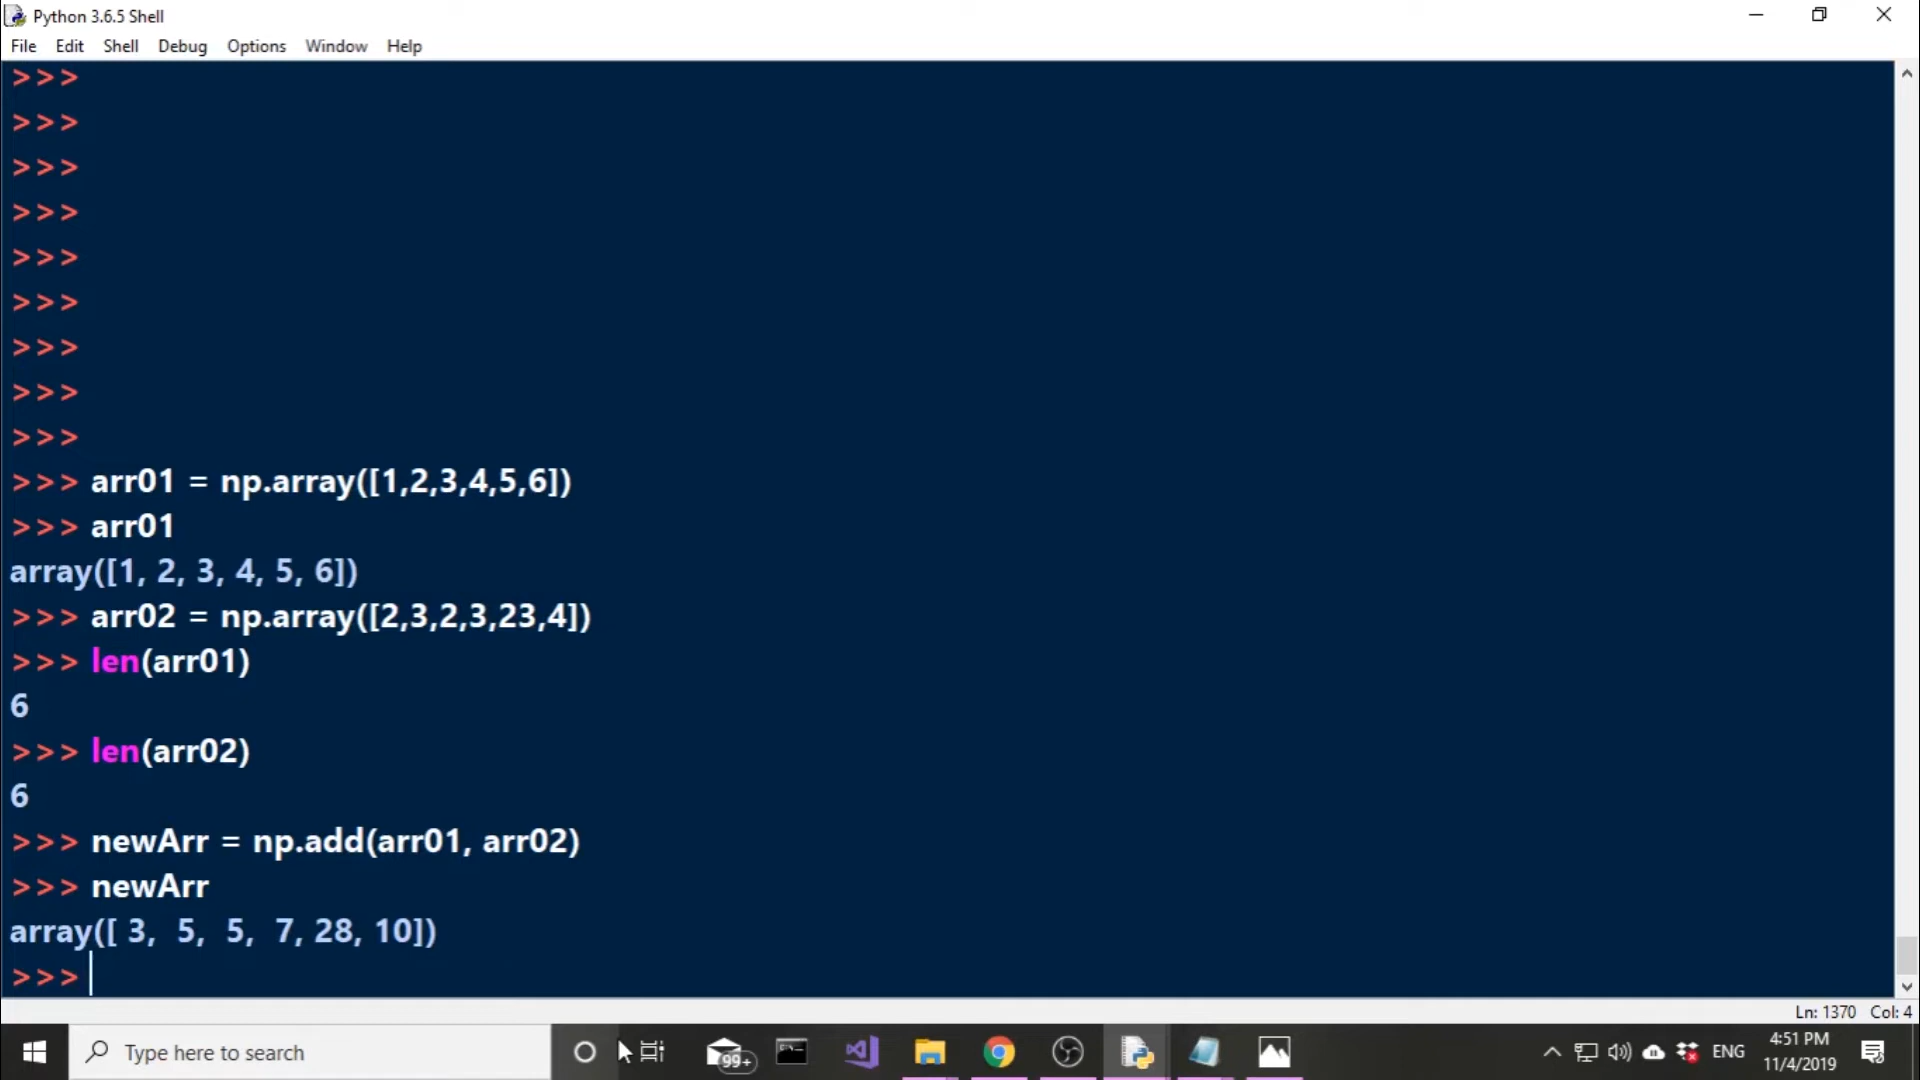 Python 3.6.5 Shell
File Edit Shell Debug Options Window Help
>>>
>>>
>>>
>>>
>>>
>>>
>>>
>>>
>>>
>>> arr01 = np.array([1,2,3,4,5,6])
>>> arr01
array([1, 2, 3, 4, 5, 6])
>>> arr02 = np.array([2,3,2,3,23,4])
>>> len(arr01)
6
>>> len(arr02)
6
>>> newArr = np.add(arr01, arr02)
>>> newArr
array([ 3,  5,  5,  7, 28, 10])
>>>
Ln: 1370 Col: 4
Type here to search
99+
ENG
4:51 PM
11/4/2019